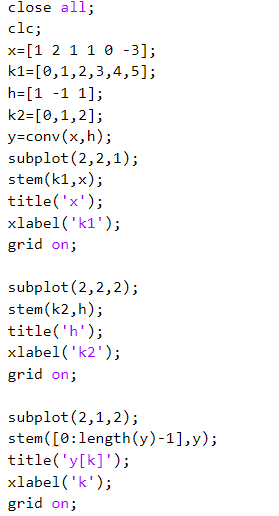 close all;
clc;
x=[1 2 1 1 0 -3];
k1=[0,1,2,3,4,5];
h=[1 -1 1];
k2=[0,1,2];
y=conv(x,h);
subplot(2,2,1);
stem(k1,x);
title('x');
xlabel('k1');
grid on;
subplot(2,2,2);
stem(k2,h);
title('h');
xlabel('k2');
grid on;
subplot(2,1,2);
stem([0:length(y)-1],y);
title('y[k]');
xlabel('k');
grid on;